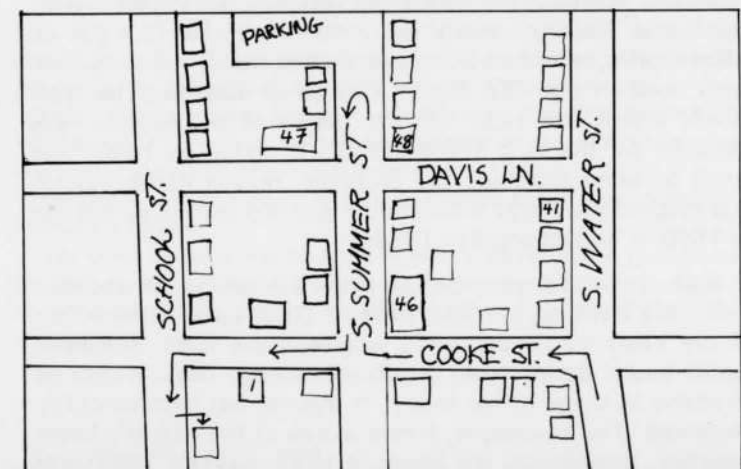 PARKING
47
48
DAVIS LN.
41
SCHOOL ST.
S. SUMMER ST
S. WATER ST.
46
COOKE ST.
1